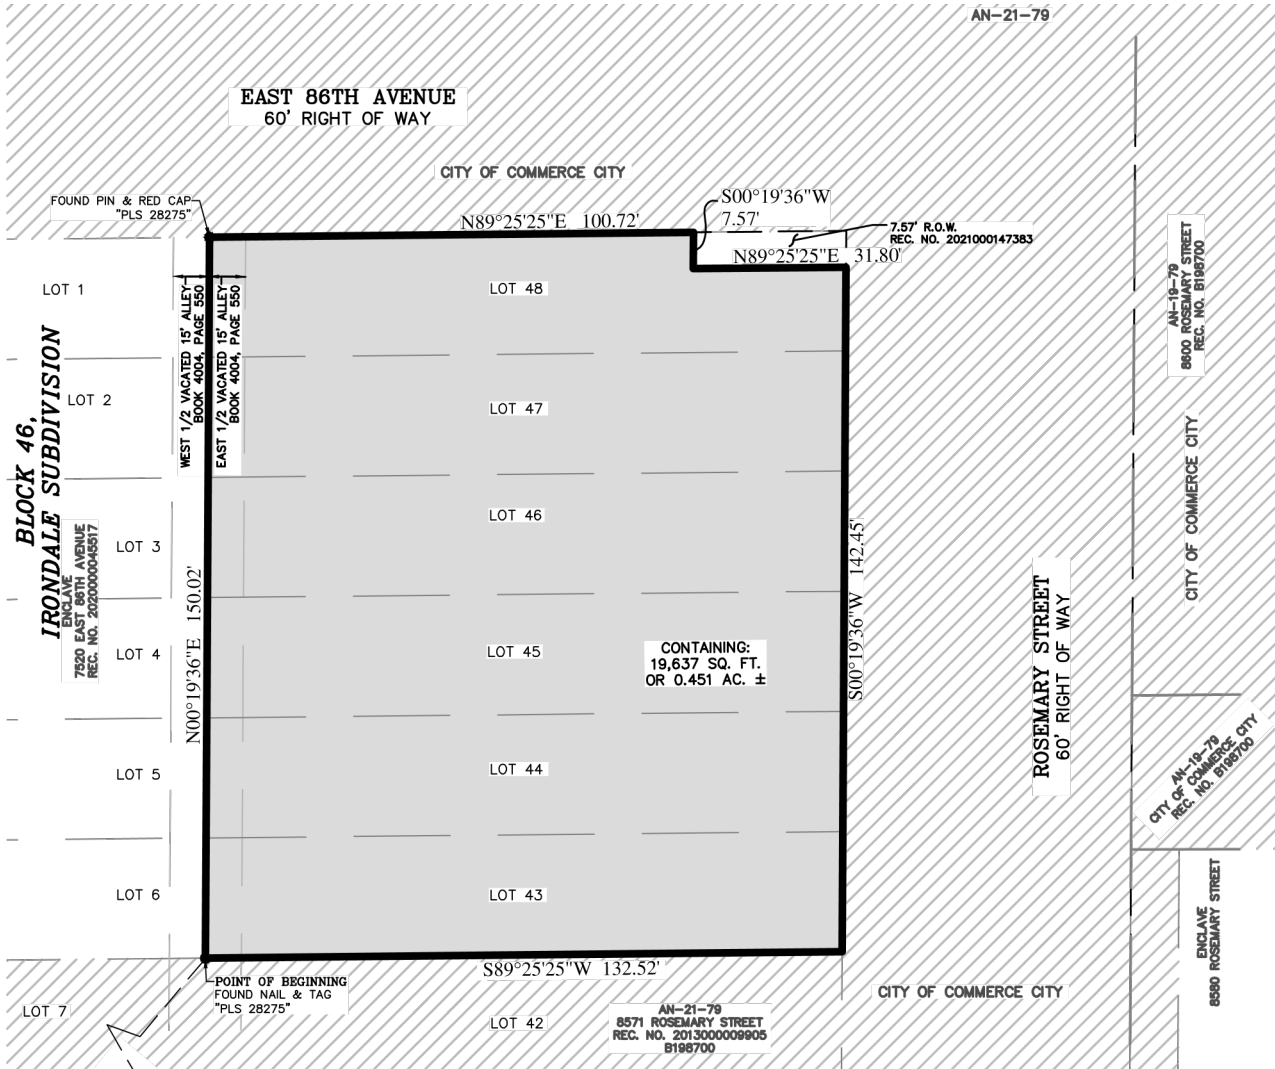 AN-21-79
EAST 86TH AVENUE
60' RIGHT OF WAY
CITY OF COMMERCE CITY
FOUND PIN & RED CAP
"PLS 28275"
N89°25'25"E 100.72'
S00°19'36"W
7.57'
7.57' R.O.W.
REC. NO. 2021000147383
N89°25'25"E 31.80'
LOT 1
LOT 2
LOT 3
LOT 4
LOT 5
LOT 6
LOT 7
BLOCK 46,
IRONDALE SUBDIVISION
ENCLAVE
7520 EAST 86TH AVENUE
REC. NO. 2020000045517
WEST 1/2 VACATED 15' ALLEY
BOOK 4004, PAGE 550
EAST 1/2 VACATED 15' ALLEY
BOOK 4004, PAGE 550
N00°19'36"E 150.02'
LOT 48
LOT 47
LOT 46
LOT 45
LOT 44
LOT 43
CONTAINING:
19,637 SQ. FT.
OR 0.451 AC. ±
S00°19'36"W 142.45'
ROSEMARY STREET
60' RIGHT OF WAY
AN-19-79
8600 ROSEMARY STREET
REC. NO. B198700
CITY OF COMMERCE CITY
AN-19-79
CITY OF COMMERCE CITY
REC. NO. B198700
ENCLAVE
8580 ROSEMARY STREET
S89°25'25"W 132.52'
POINT OF BEGINNING
FOUND NAIL & TAG
"PLS 28275"
LOT 42
AN-21-79
8571 ROSEMARY STREET
REC. NO. 2013000009905
B198700
CITY OF COMMERCE CITY